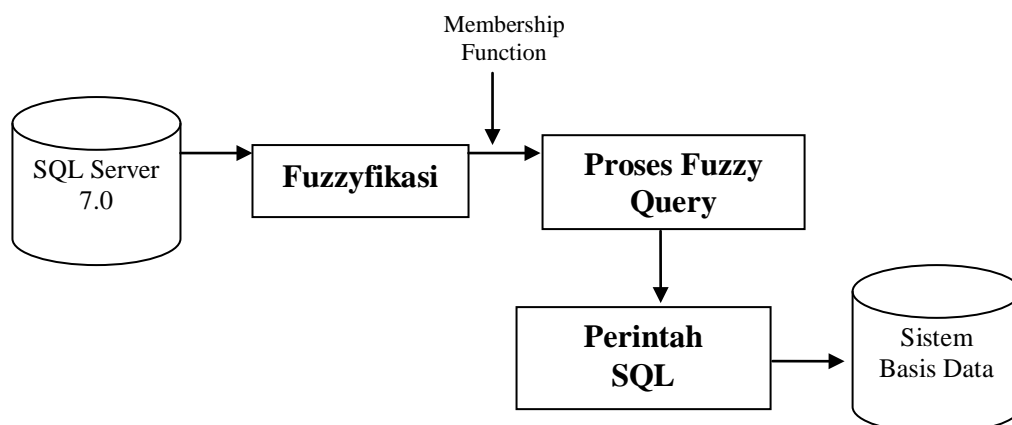 Membership
Function
SQL Server
7.0
Fuzzyfikasi
Proses Fuzzy
Query
Perintah
SQL
Sistem
Basis Data